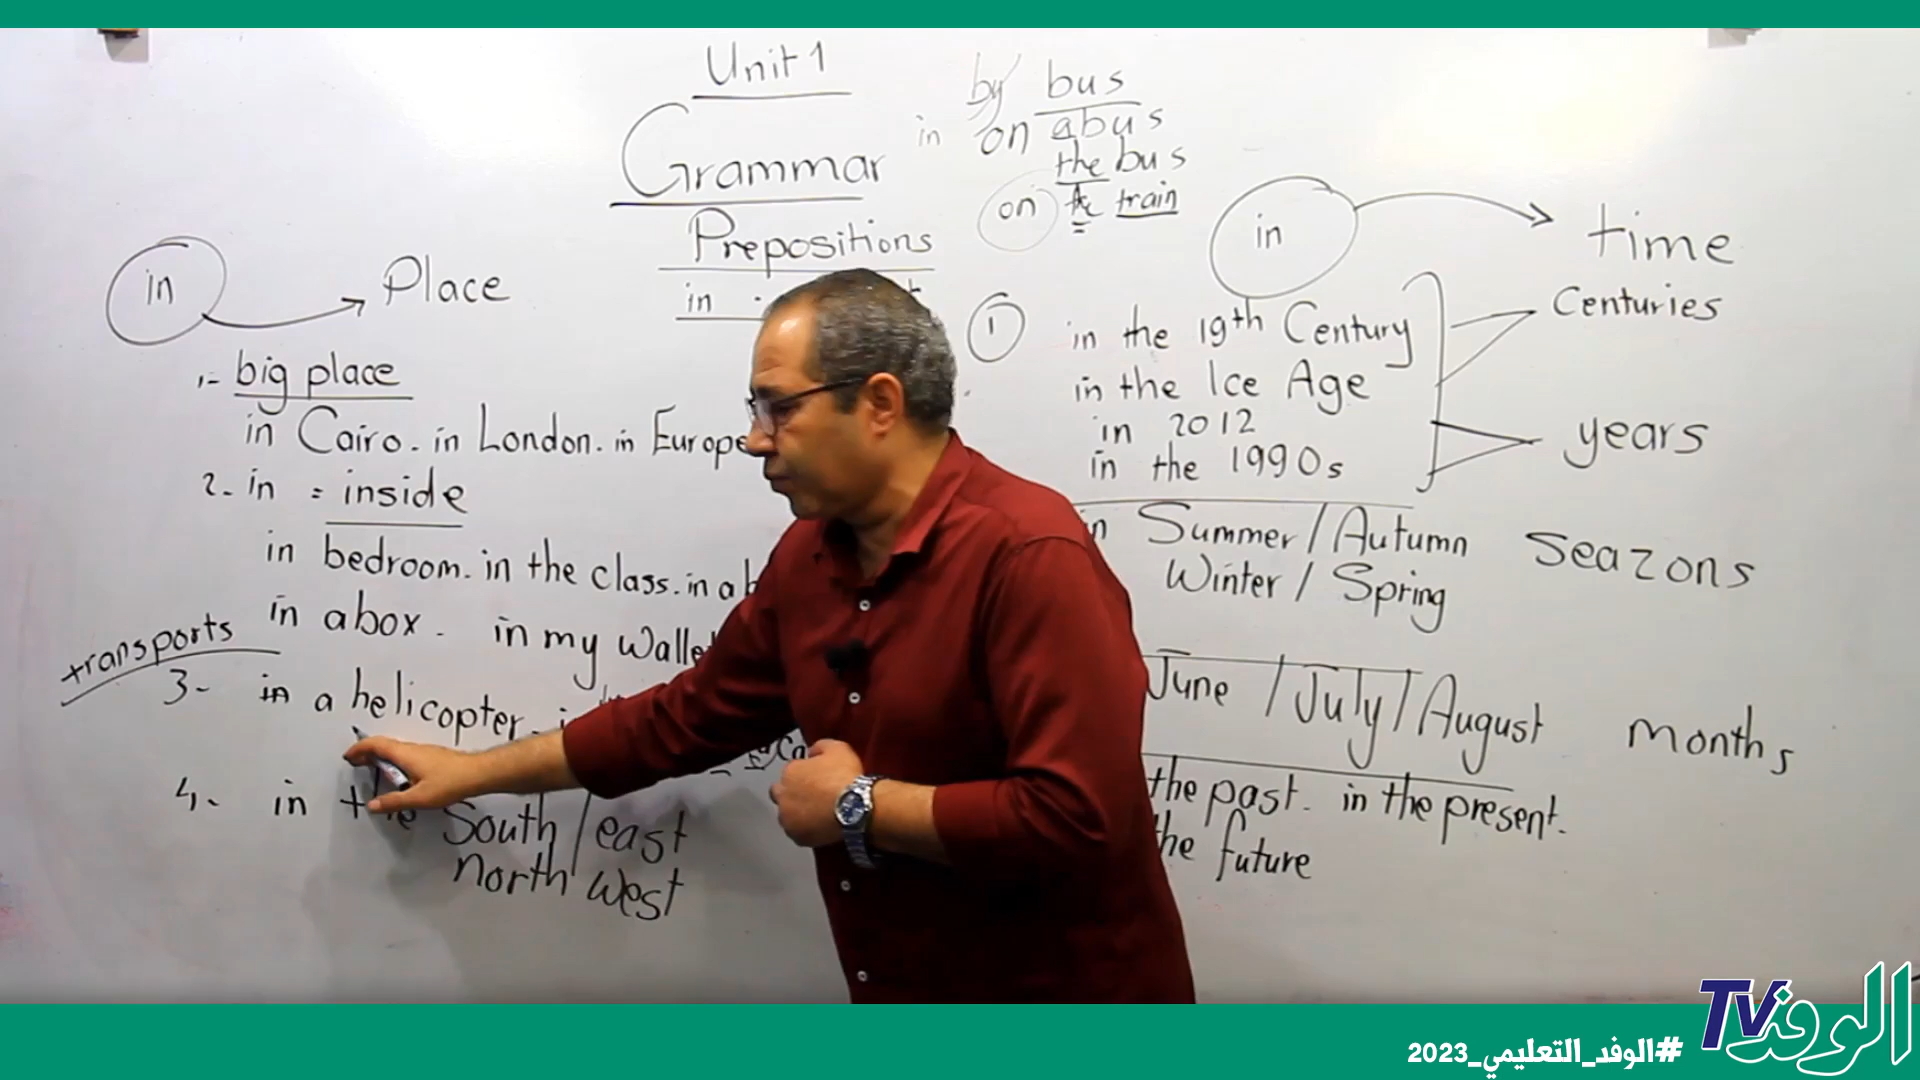 Unit 1
Grammar
Prepositions
in
by bus
in on a bus
the bus
on the train
in Place
1- big place
in Cairo. in London. in Europe
2- in = inside
in bedroom. in the class. in a b
in a box. in my walle
transports
3- in a helicopter
4- in the South / east
north west
in time
1 in the 19th Century
in the Ice Age
Centuries
in 2012
in the 1990s
years
in Summer / Autumn
Winter / Spring
Seazons
June / July / August months
the past. in the present.
the future
TV الوفد
#الوفد_التعليمي_2023